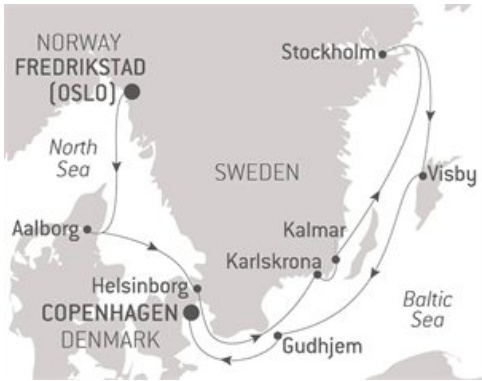 NORWAY
FREDRIKSTAD
(OSLO)
Stockholm
North
Sea
SWEDEN
Visby
Aalborg
Kalmar
Karlskrona
Helsinborg
COPENHAGEN
DENMARK
Baltic
Sea
Gudhjem